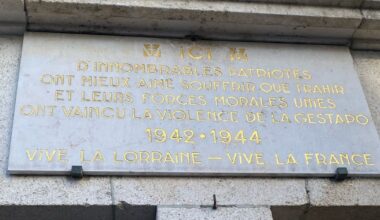 ICI
D'INNOMBRABLES PATRIOTES
ONT MIEUX AIMÉ SOUFFRIR QUE TRAHIR
ET LEURS FORCES MORALES UNIES
ONT VAINCU LA VIOLENCE DE LA GESTAPO
1942 • 1944
VIVE LA LORRAINE – VIVE LA FRANCE